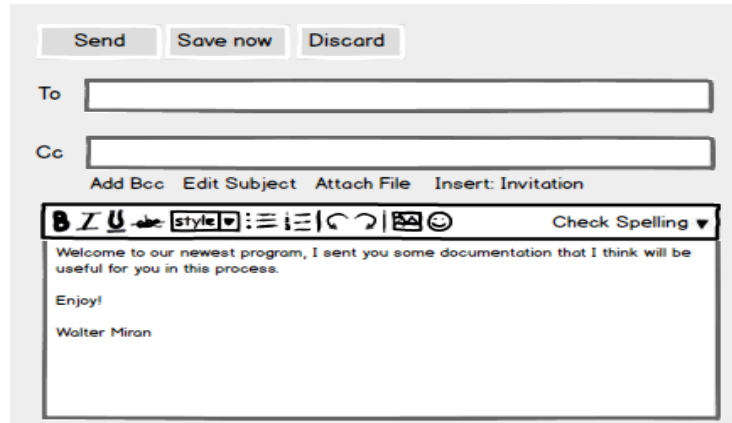 Send Save now Discard
To
Cc
Add Bcc Edit Subject Attach File Insert: Invitation
B I U abc style Check Spelling
Welcome to our newest program, I sent you some documentation that I think will be
useful for you in this process.
Enjoy!
Walter Miran